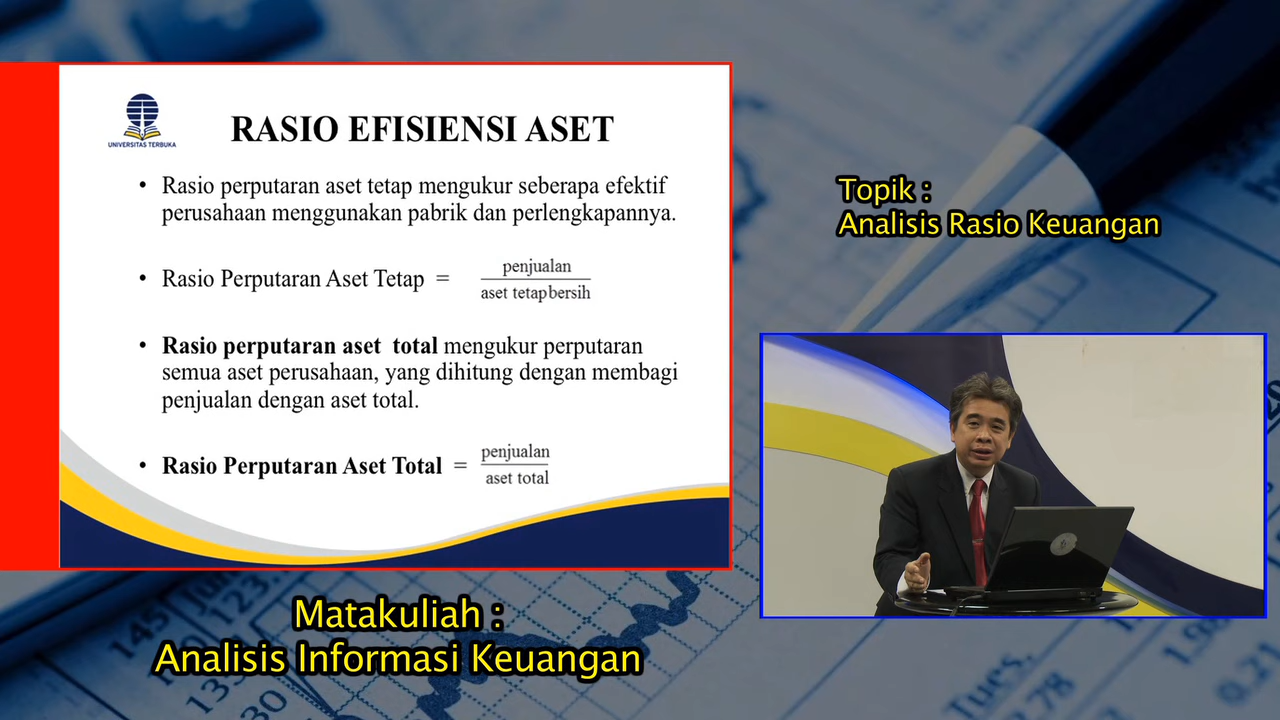 UNIVERSITAS TERBUKA
RASIO EFISIENSI ASET
• Rasio perputaran aset tetap mengukur seberapa efektif
perusahaan menggunakan pabrik dan perlengkapannya.
• Rasio Perputaran Aset Tetap = penjualan
aset tetapbersih
• Rasio perputaran aset total mengukur perputaran
semua aset perusahaan, yang dihitung dengan membagi
penjualan dengan aset total.
• Rasio Perputaran Aset Total = penjualan
aset total
Topik :
Analisis Rasio Keuangan
Matakuliah :
Analisis Informasi Keuangan
Tues.